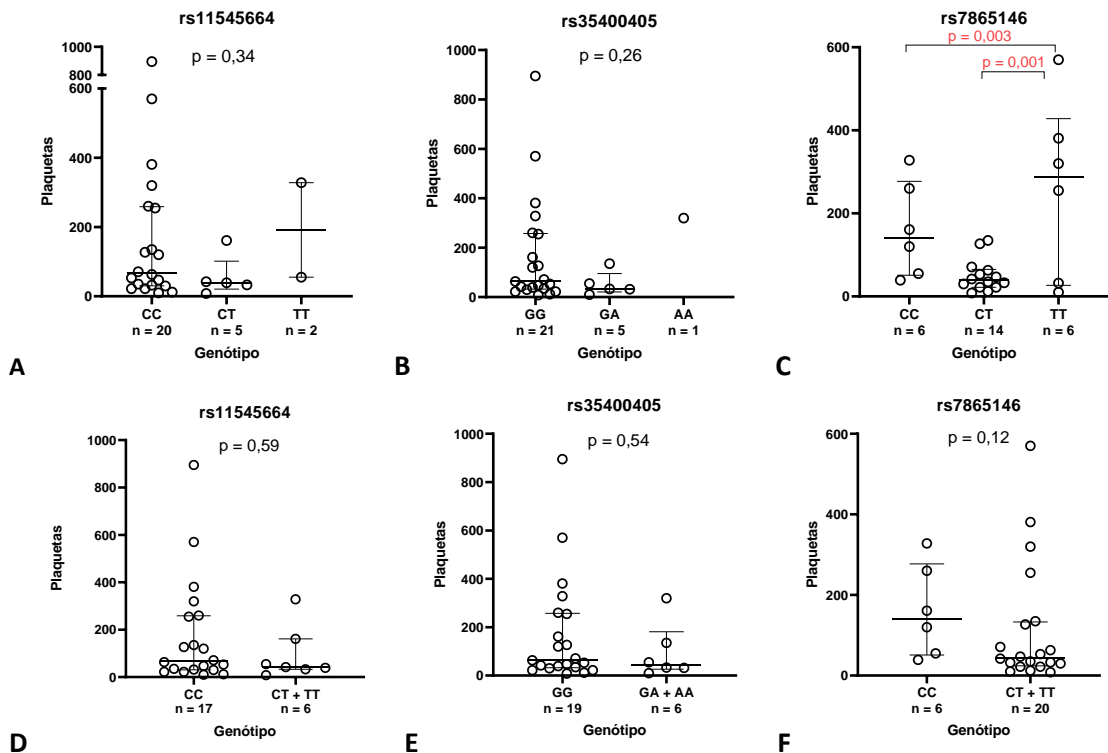 rs11545664
p = 0,34
1000
800
600
400
200
0
Plaquetas
CC CT TT
n = 20 n = 5 n = 2
Genótipo
A
rs35400405
p = 0,26
1000
800
600
400
200
0
Plaquetas
GG GA AA
n = 21 n = 5 n = 1
Genótipo
B
rs7865146
p = 0,003
p = 0,001
600
400
200
0
Plaquetas
CC CT TT
n = 6 n = 14 n = 6
Genótipo
C
rs11545664
p = 0,59
1000
800
600
400
200
0
Plaquetas
CC CT + TT
n = 17 n = 6
Genótipo
D
rs35400405
p = 0,54
1000
800
600
400
200
0
Plaquetas
GG GA + AA
n = 19 n = 6
Genótipo
E
rs7865146
p = 0,12
600
400
200
0
Plaquetas
CC CT + TT
n = 6 n = 20
Genótipo
F